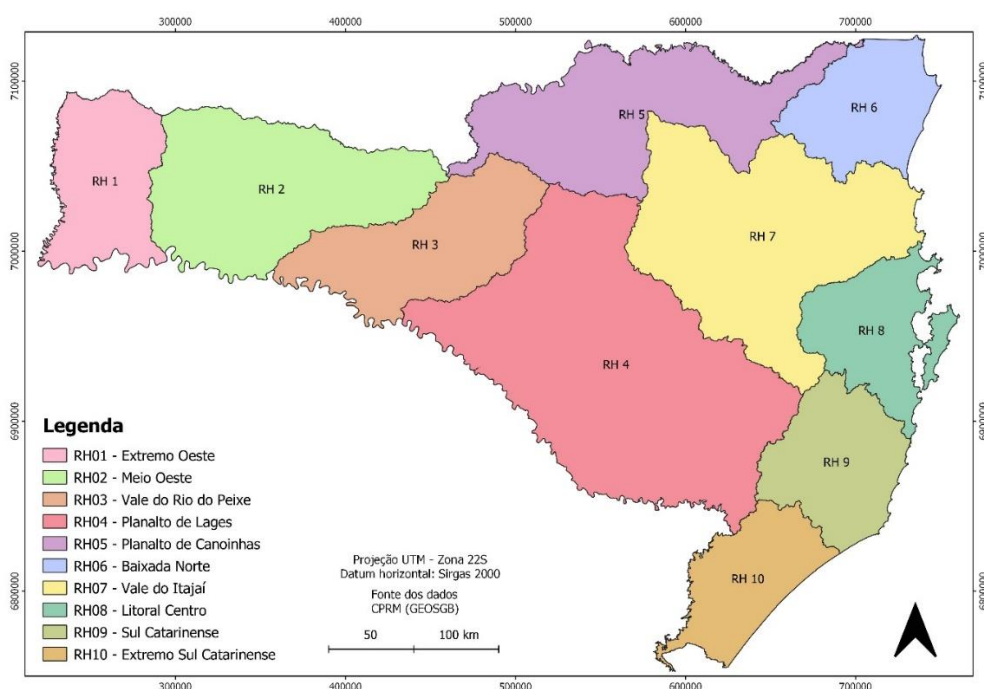 300000 400000 500000 600000 700000
7100000 7100000
7000000 7000000
6900000 6900000
6800000 6800000
RH 1
RH 2
RH 3
RH 4
RH 5
RH 6
RH 7
RH 8
RH 9
RH 10
Legenda
RH01 - Extremo Oeste
RH02 - Meio Oeste
RH03 - Vale do Rio do Peixe
RH04 - Planalto de Lages
RH05 - Planalto de Canoinhas
RH06 - Baixada Norte
RH07 - Vale do Itajaí
RH08 - Litoral Centro
RH09 - Sul Catarinense
RH10 - Extremo Sul Catarinense
Projeção UTM - Zona 22S
Datum horizontal: Sirgas 2000
Fonte dos dados
CPRM (GEOSGB)
50 100 km
300000 400000 500000 600000 700000